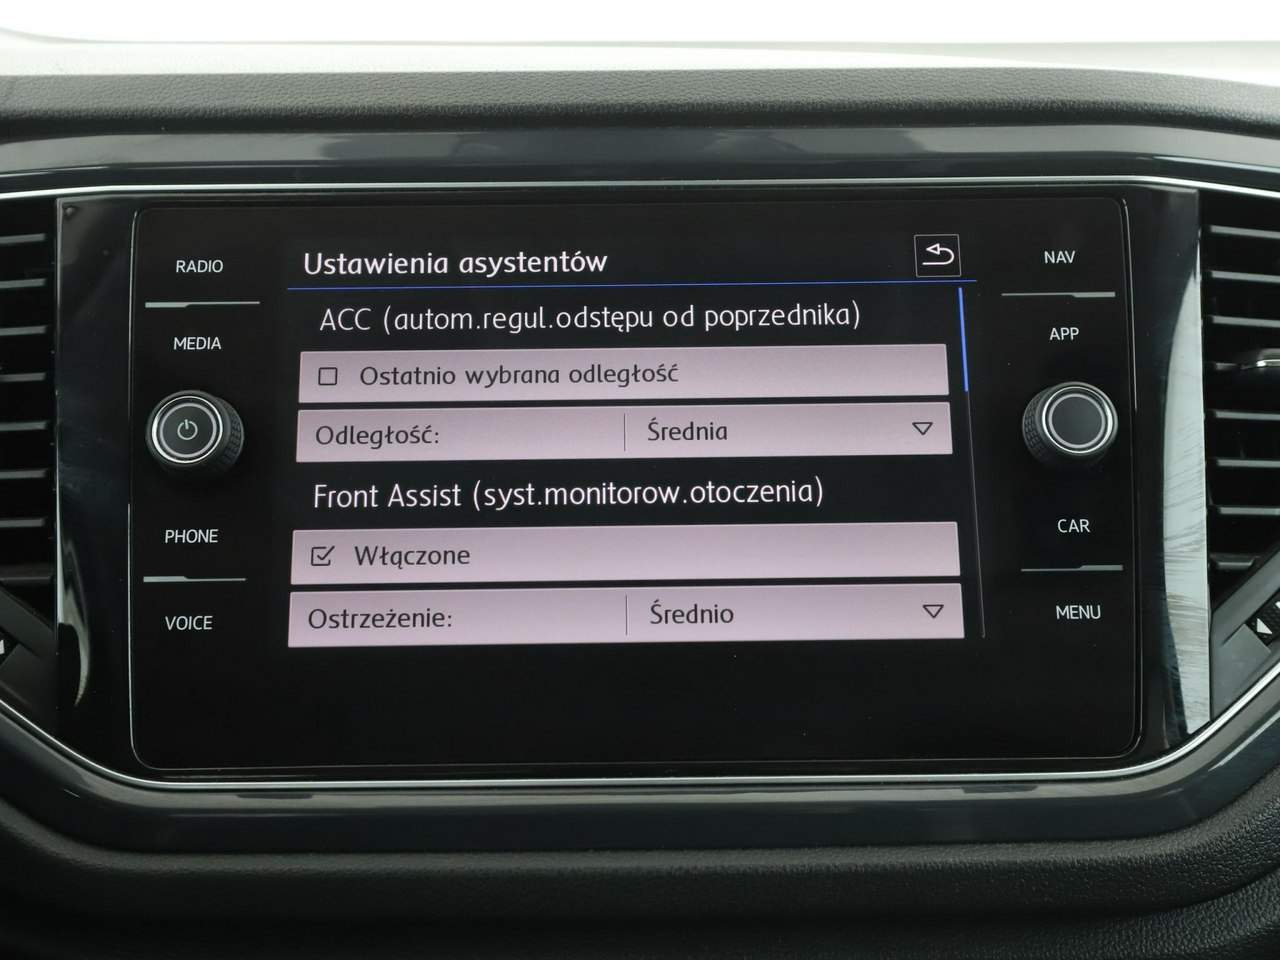 RADIO
MEDIA
PHONE
VOICE
Ustawienia asystentów
ACC (autom.regul.odstępu od poprzednika)
Ostatnio wybrana odległość
Odległość: Średnia
Front Assist (syst.monitorow.otoczenia)
Włączone
Ostrzeżenie: Średnio
NAV
APP
CAR
MENU